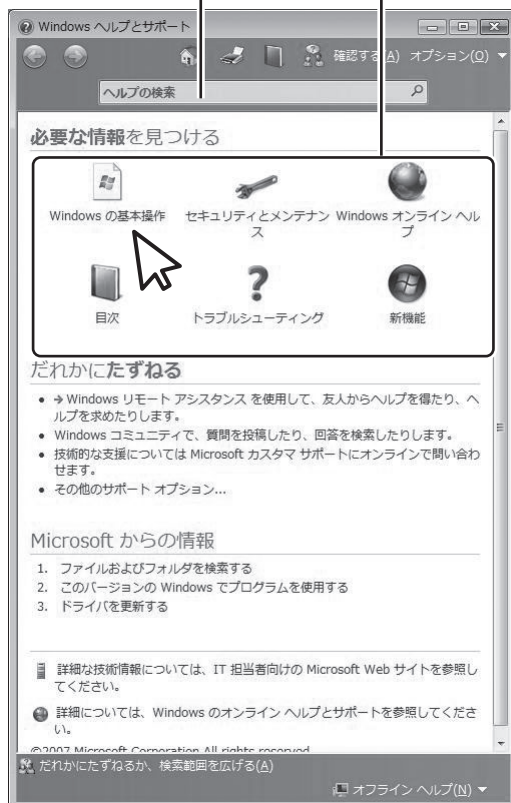 Windows ヘルプとサポート
確認する(A) オプション(O)
ヘルプの検索
必要な情報を見つける
Windows の基本操作
セキュリティとメンテナン
ス
Windows オンライン ヘル
プ
目次
トラブルシューティング
新機能
だれかにたずねる
Windows リモート アシスタンス を使用して、友人からヘルプを得たり、ヘ
ルプを求めたりします。
Windows コミュニティで、質問を投稿したり、回答を検索したりします。
技術的な支援については Microsoft カスタマ サポートにオンラインで問い合わ
せます。
その他のサポート オプション...
Microsoft からの情報
1. ファイルおよびフォルダを検索する
2. このバージョンの Windows でプログラムを使用する
3. ドライバを更新する
詳細な技術情報については、IT 担当者向けの Microsoft Web サイトを参照し
てください。
詳細については、Windows のオンライン ヘルプとサポートを参照してくださ
い。
©2007 Microsoft Corporation All rights reserved
だれかにたずねるか、検索範囲を広げる(A)
オフライン ヘルプ(N)